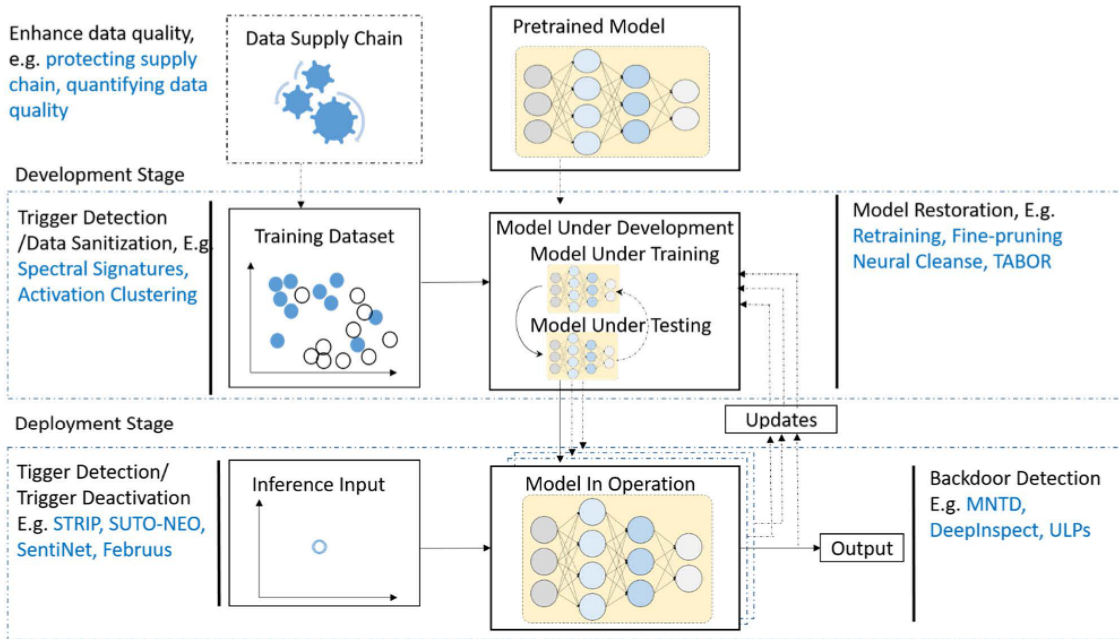 Enhance data quality,
e.g. protecting supply
chain, quantifying data
quality
Data Supply Chain
Pretrained Model
Development Stage
Trigger Detection
/Data Sanitization, E.g.
Spectral Signatures,
Activation Clustering
Training Dataset
Model Under Development
Model Under Training
Model Under Testing
Model Restoration, E.g.
Retraining, Fine-pruning
Neural Cleanse, TABOR
Updates
Deployment Stage
Tigger Detection/
Trigger Deactivation
E.g. STRIP, SUTO-NEO,
SentiNet, Februus
Inference Input
Model In Operation
Output
Backdoor Detection
E.g. MNTD,
DeepInspect, ULPs